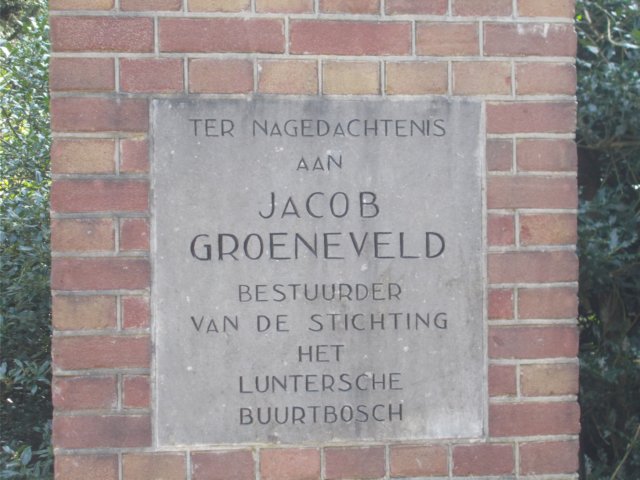 TER NAGEDACHTENIS
AAN
JACOB
GROENEVELD
BESTUURDER
VAN DE STICHTING
HET
LUNTERSCHE
BUURTBOSCH